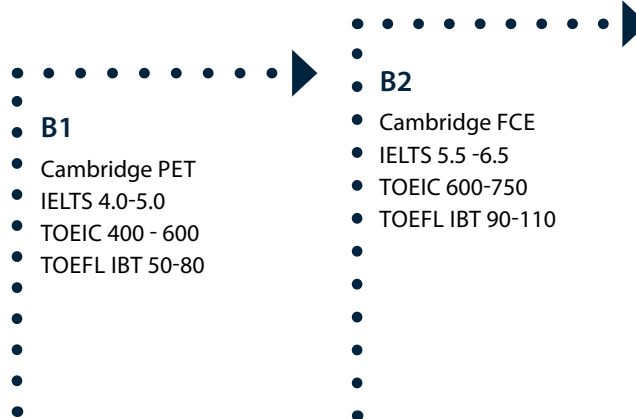 B1
Cambridge PET
IELTS 4.0-5.0
TOEIC 400 - 600
TOEFL IBT 50-80
B2
Cambridge FCE
IELTS 5.5 -6.5
TOEIC 600-750
TOEFL IBT 90-110